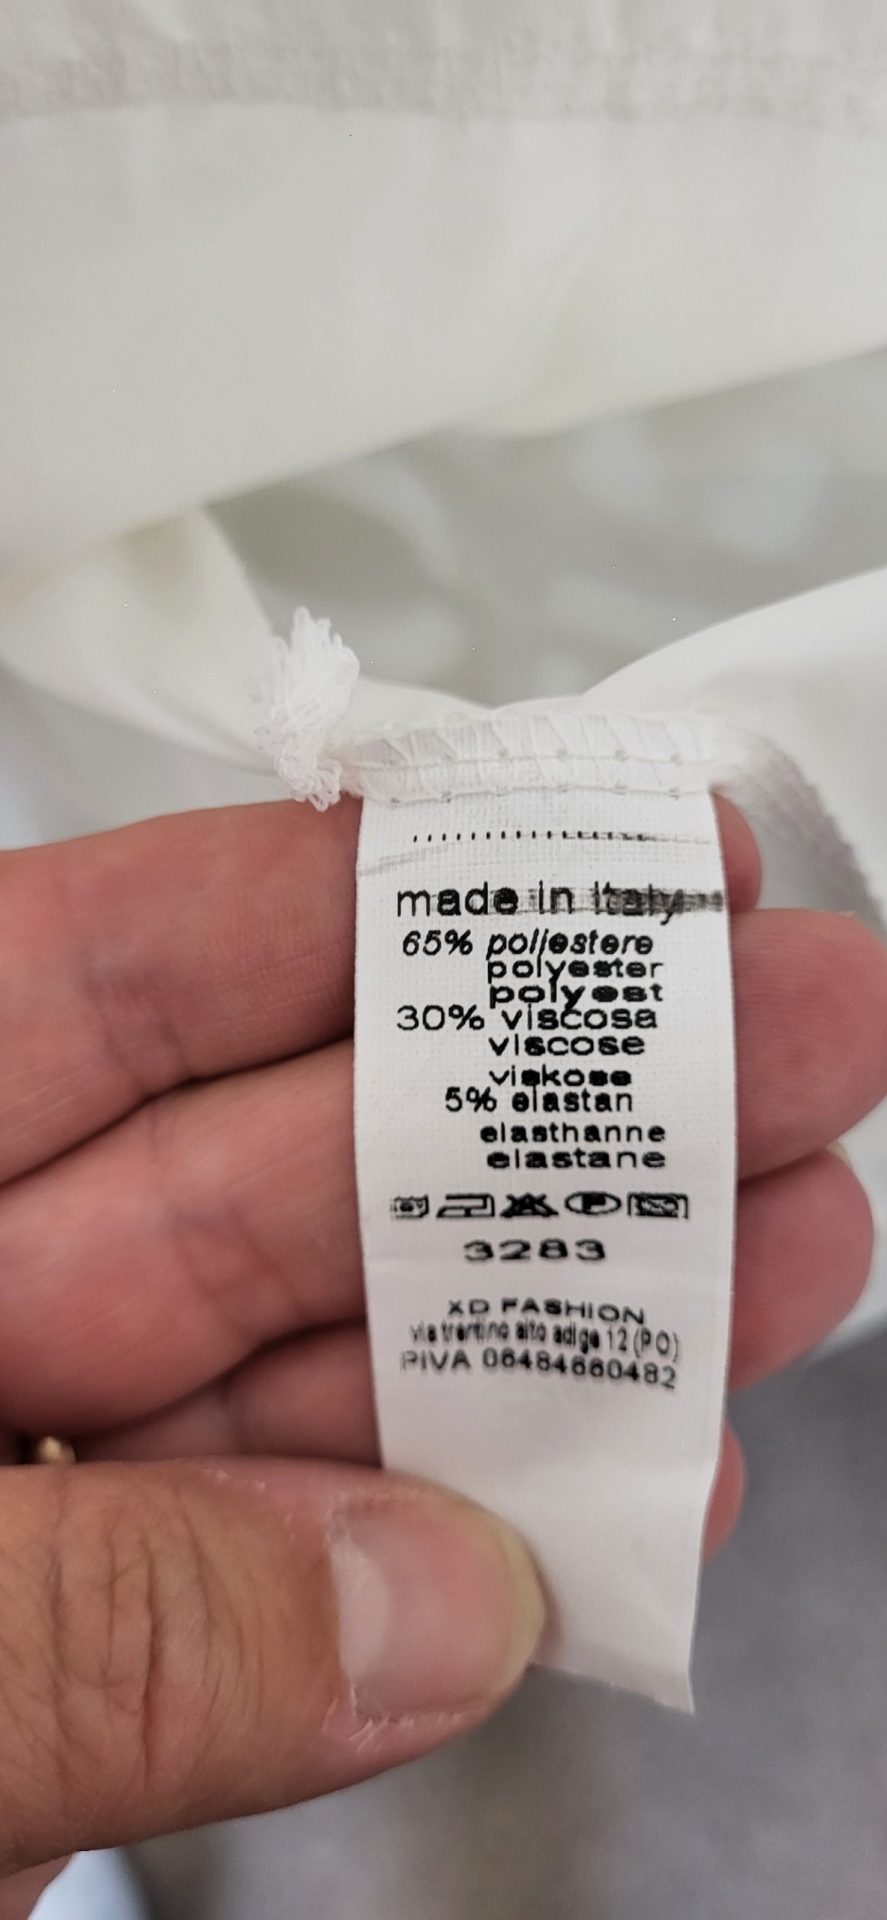 made in Italy
65% poliestere
polyester
polyest
30% viscosa
viscose
viskose
5% elastan
elasthanne
elastane
3283
XD FASHION
via trentino alto adige 12 (PO)
PIVA 06484660482